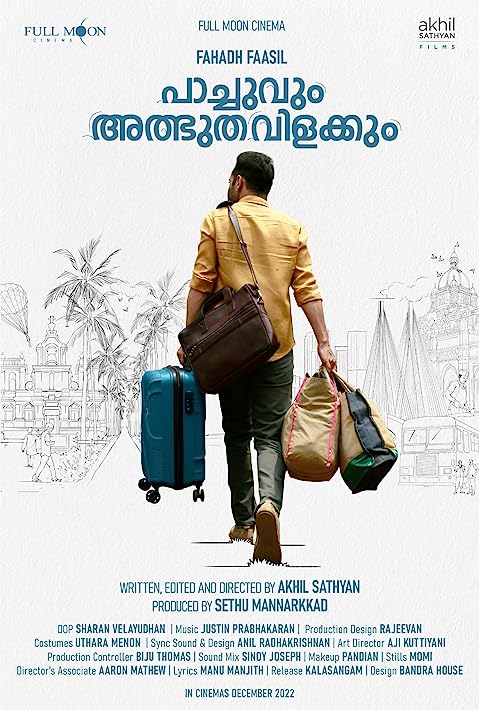 FULL MOON
CINEMA
FULL MOON CINEMA
akhil
SATHYAN
FILMS
FAHADH FAASIL
പാച്ചുവും
അത്ഭുതവിളക്കും
WRITTEN, EDITED AND DIRECTED BY AKHIL SATHYAN
PRODUCED BY SETHU MANNARKKAD
DOP SHARAN VELAYUDHAN | Music JUSTIN PRABHAKARAN | Production Design RAJEEVAN
Costumes UTHARA MENON | Sync Sound & Design ANIL RADHAKRISHNAN | Art Director AJI KUTTIYANI
Production Controller BIJU THOMAS | Sound Mix SINOY JOSEPH | Makeup PANDIAN | Stills MOMI
Director's Associate AARON MATHEW | Lyrics MANU MANJITH | Release KALASANGAM | Design BANDRA HOUSE
IN CINEMAS DECEMBER 2022